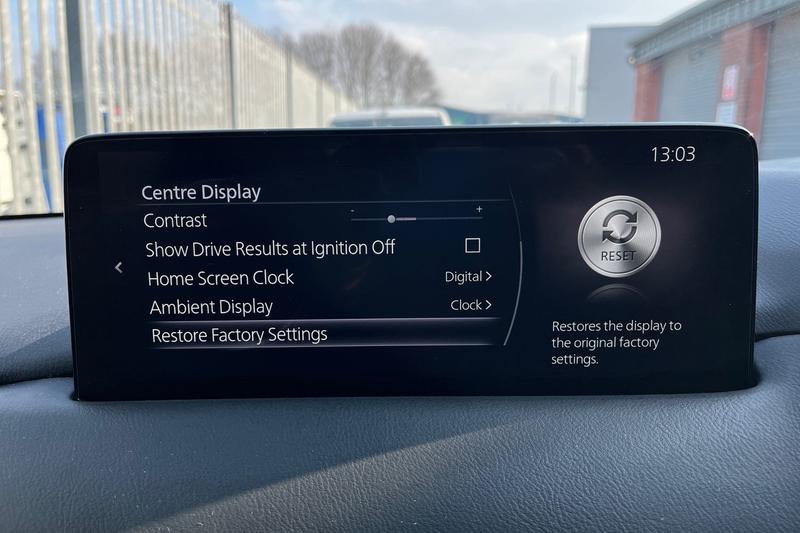 13:03
Centre Display
Contrast - +
Show Drive Results at Ignition Off
Home Screen Clock Digital >
Ambient Display Clock >
Restore Factory Settings
<
RESET
Restores the display to
the original factory
settings.